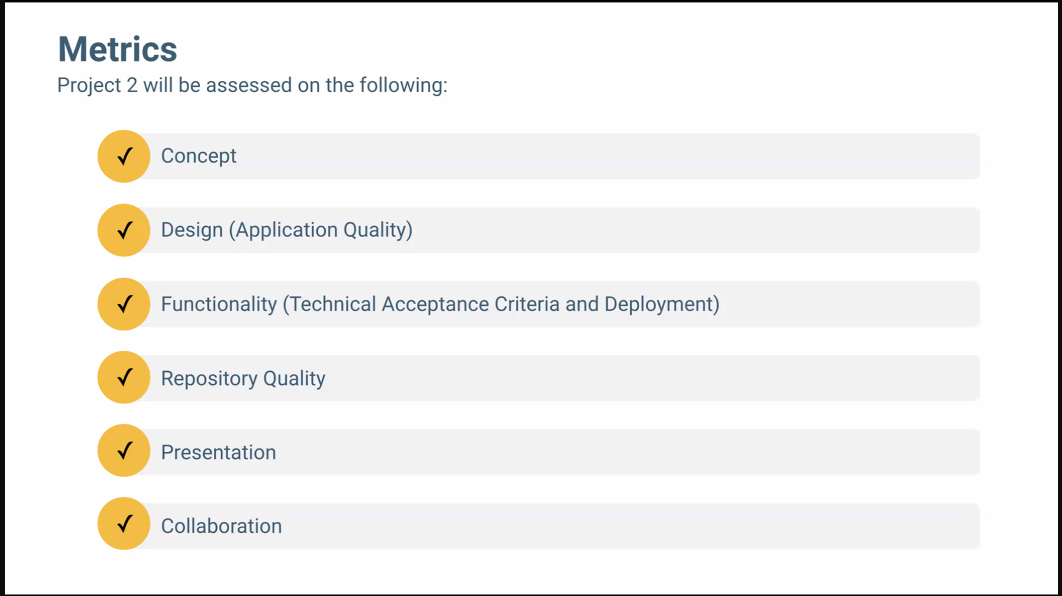 Metrics
Project 2 will be assessed on the following:
✓ Concept
✓ Design (Application Quality)
✓ Functionality (Technical Acceptance Criteria and Deployment)
✓ Repository Quality
✓ Presentation
✓ Collaboration